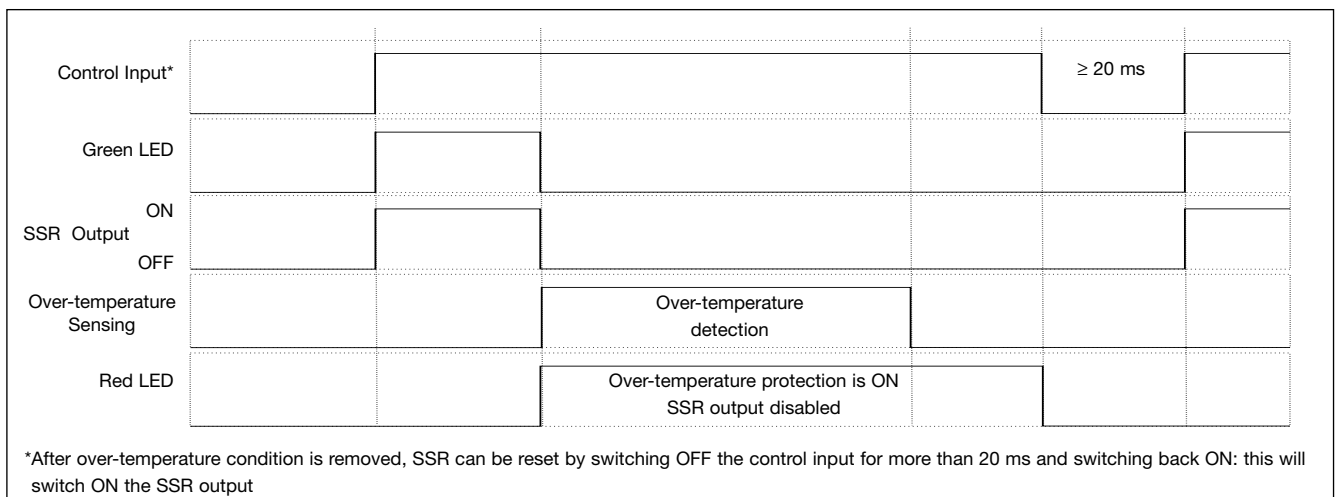 Control Input*
≥ 20 ms
Green LED
ON
SSR Output
OFF
Over-temperature
Sensing
Over-temperature
detection
Red LED
Over-temperature protection is ON
SSR output disabled
*After over-temperature condition is removed, SSR can be reset by switching OFF the control input for more than 20 ms and switching back ON: this will
switch ON the SSR output